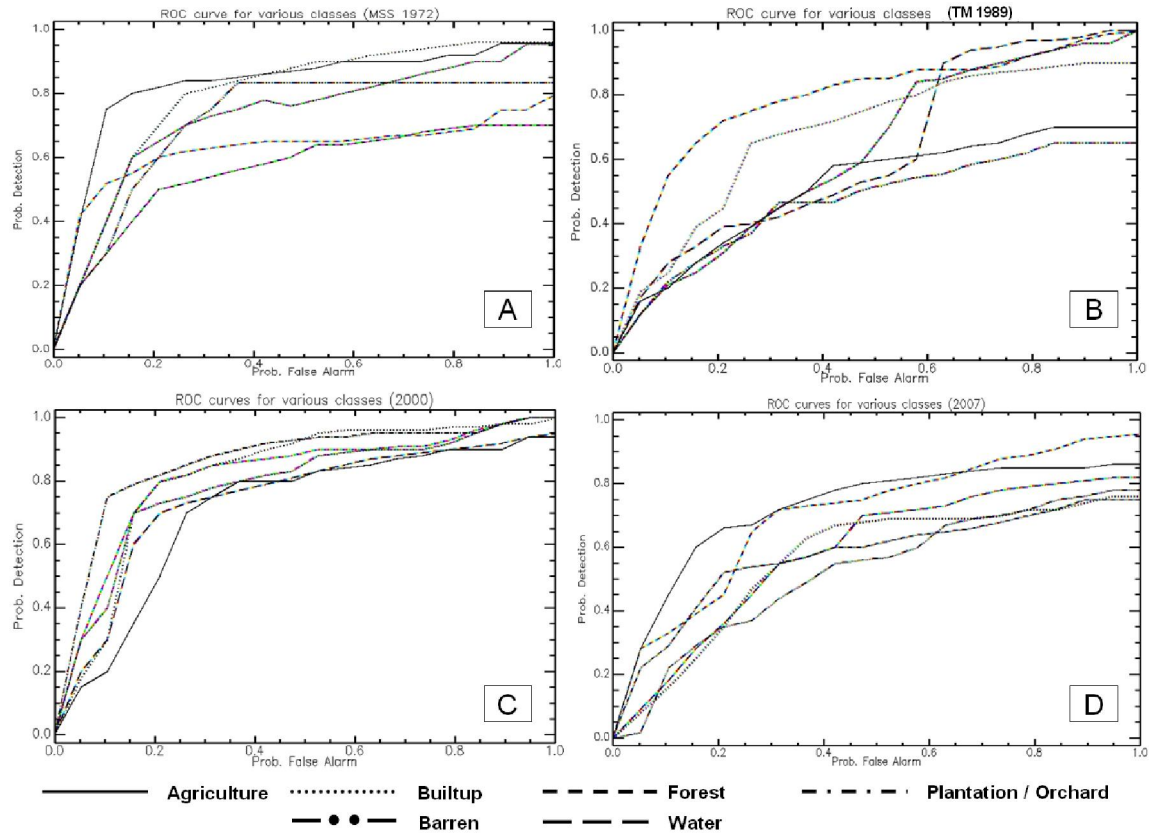 ROC curve for various classes (MSS 1972)
1.0
0.8
0.6
0.4
0.2
0.0
Prob. Detection
0.0 0.2 0.4 0.6 0.8 1.0
Prob. False Alarm
A
ROC curve for various classes (TM 1989)
1.0
0.8
0.6
0.4
0.2
0.0
Prob. Detection
0.0 0.2 0.4 0.6 0.8 1.0
Prob. False Alarm
B
ROC curves for various classes (2000)
1.0
0.8
0.6
0.4
0.2
0.0
Prob. Detection
0.0 0.2 0.4 0.6 0.8 1.0
Prob. False Alarm
C
ROC curves for various classes (2007)
1.0
0.8
0.6
0.4
0.2
0.0
Prob. Detection
0.0 0.2 0.4 0.6 0.8 1.0
Prob. False Alarm
D
Agriculture Builtup Forest Plantation / Orchard
Barren Water